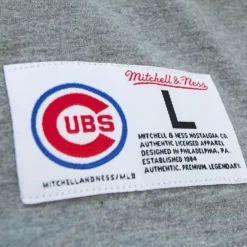 Mitchell & Ness
CUBS
L
MITCHELL & NESS NOSTALGIA CO.
AUTHENTIC LICENSED APPAREL
DESIGNED IN PHILADELPHIA, PA.
ESTABLISHED 1904
AUTHENTIC. PREMIUM. LEGENDARY.
MITCHELLANDNESS/MLB